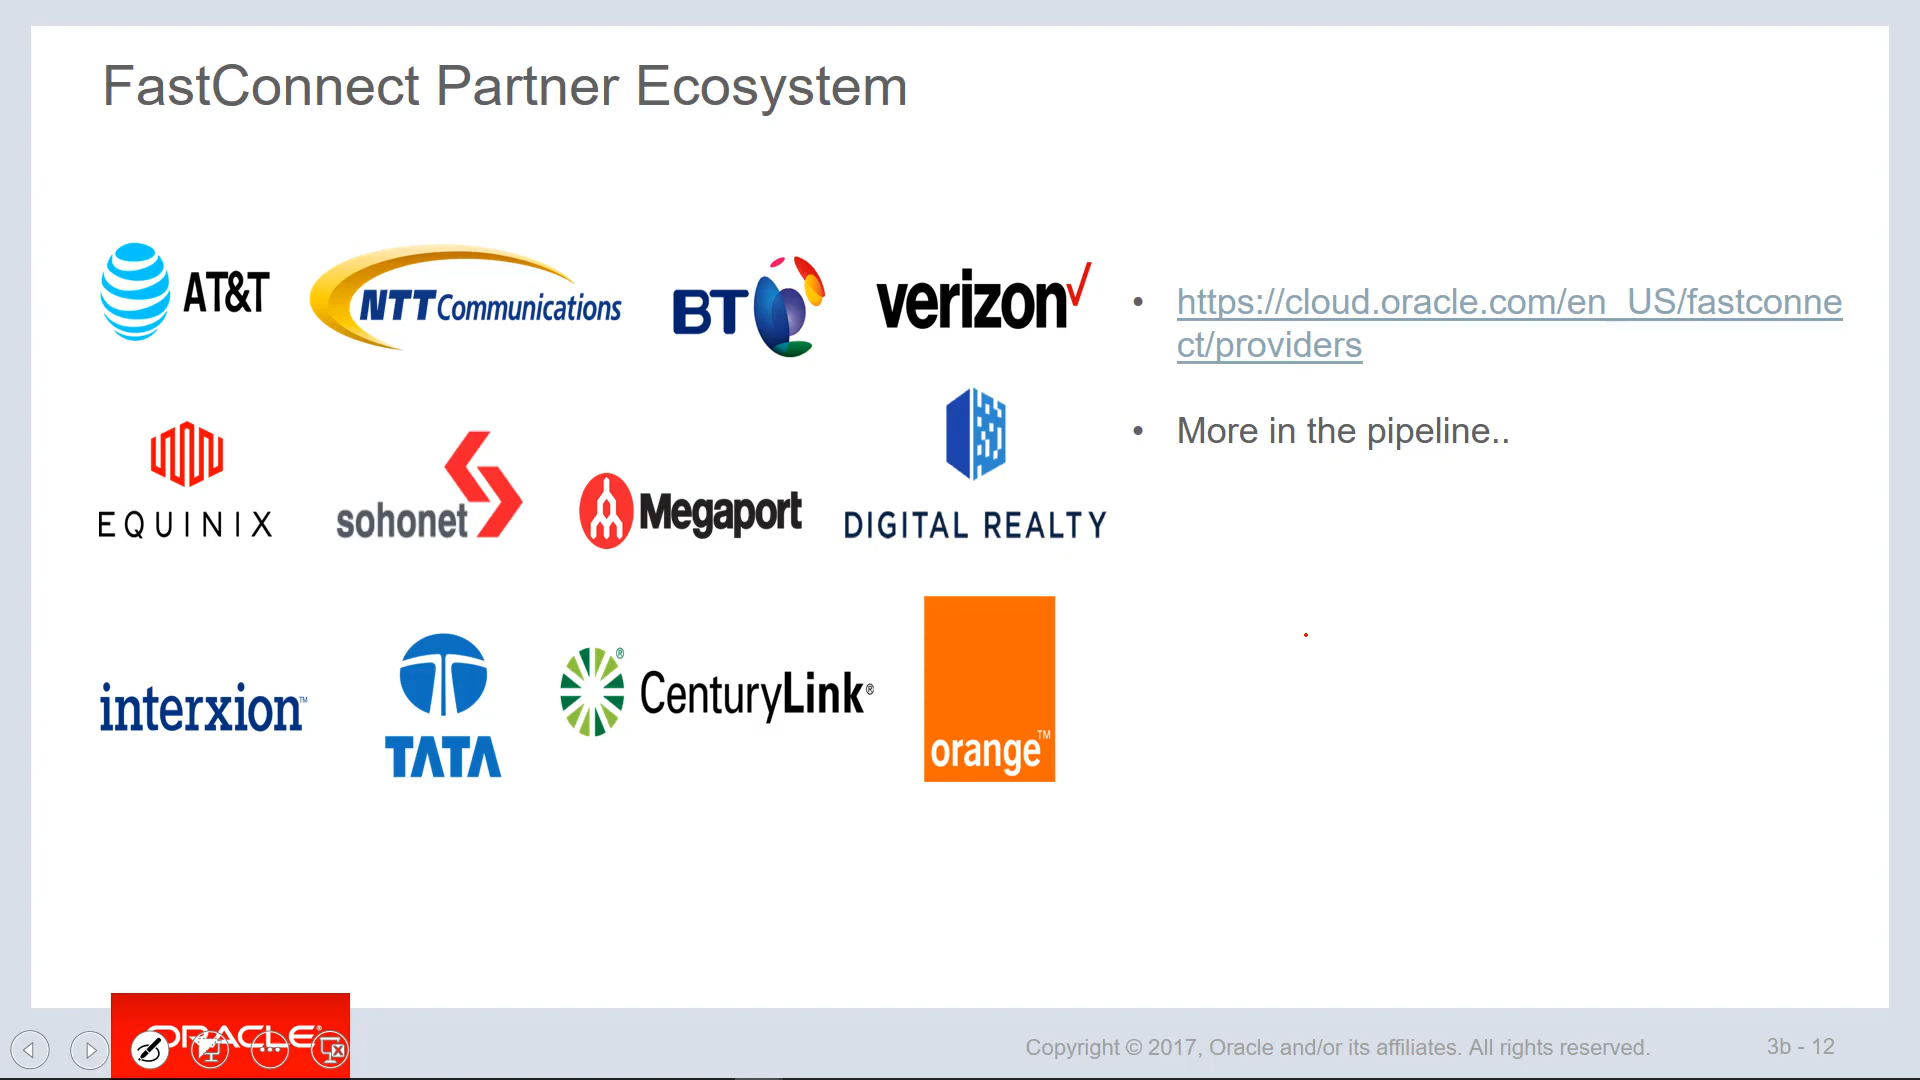 FastConnect Partner Ecosystem
AT&T
NTT Communications
BT
verizon
EQUINIX
sohonet
Megaport
DIGITAL REALTY
interxion™
TATA
CenturyLink®
®
orange™
• https://cloud.oracle.com/en_US/fastconne
ct/providers
• More in the pipeline..
ORACLE®
Copyright © 2017, Oracle and/or its affiliates. All rights reserved.
3b - 12